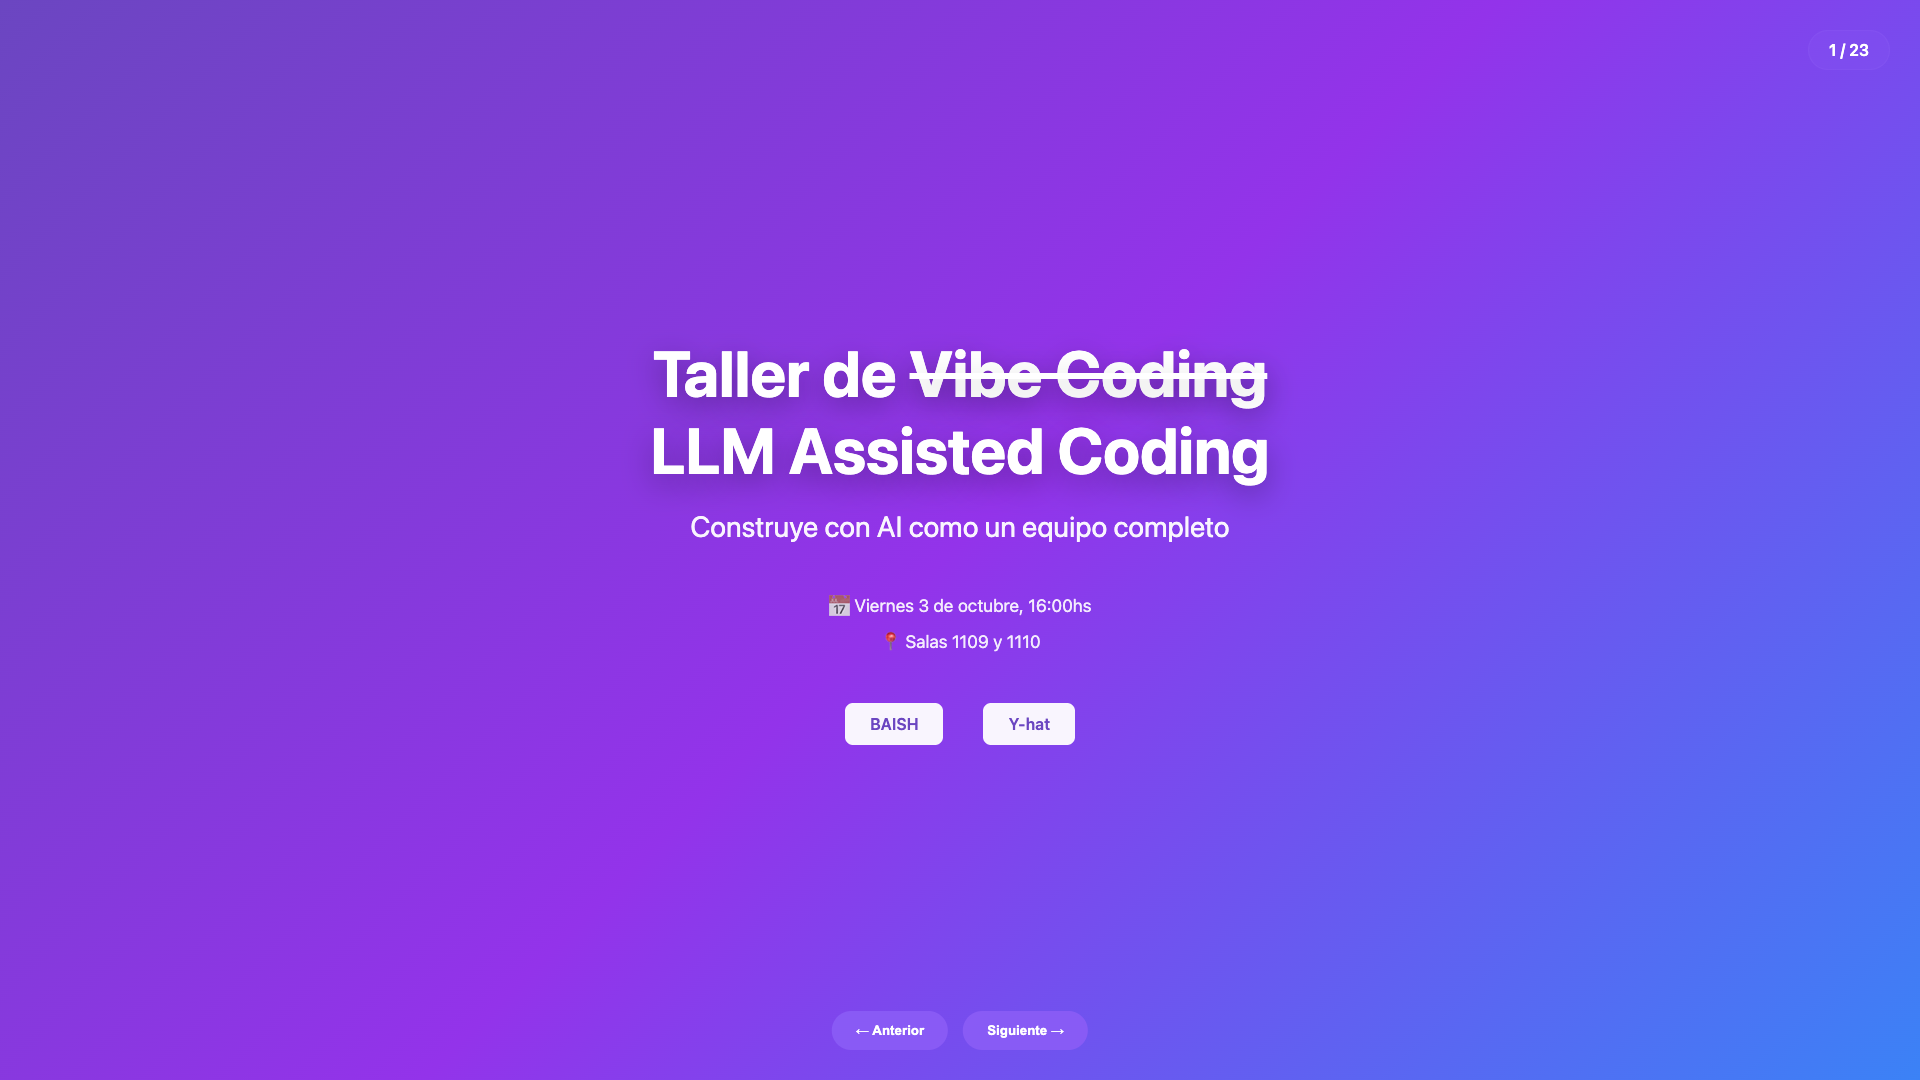 1 / 23
Taller de Vibe Coding
LLM Assisted Coding
Construye con AI como un equipo completo
📅 Viernes 3 de octubre, 16:00hs
📍 Salas 1109 y 1110
BAISH
Y-hat
← Anterior
Siguiente →